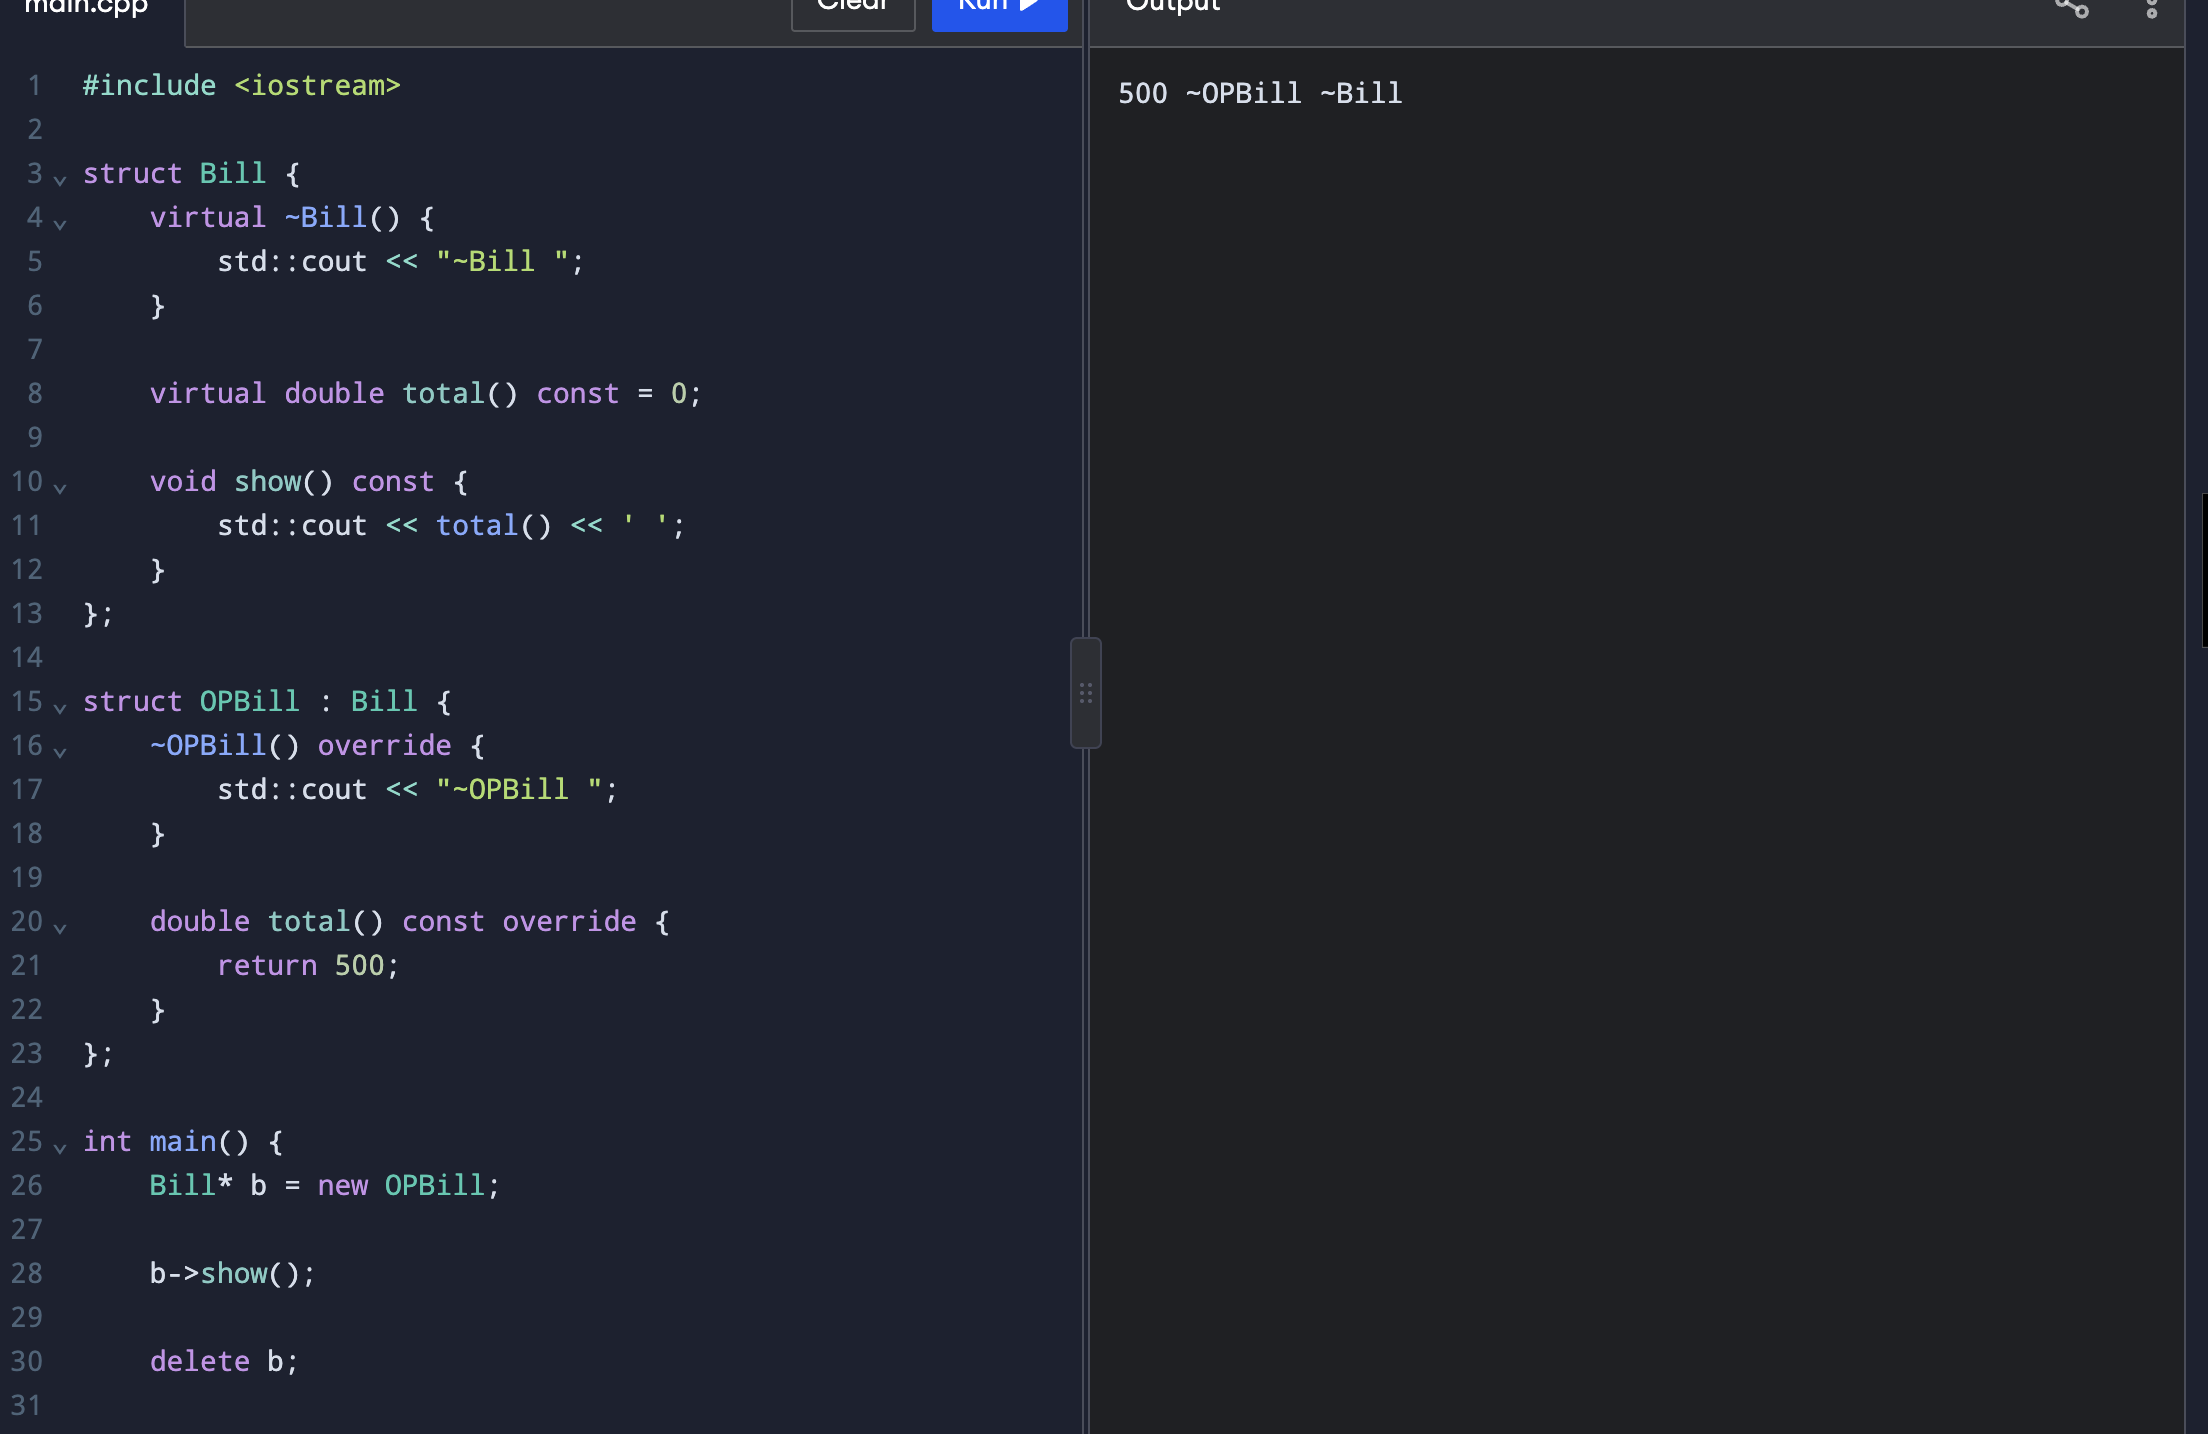 main.cpp
Clear
Run
Output
1 #include <iostream>
2
3 struct Bill {
4     virtual ~Bill() {
5         std::cout << "~Bill ";
6     }
7
8     virtual double total() const = 0;
9
10     void show() const {
11         std::cout << total() << ' ';
12     }
13 };
14
15 struct OPBill : Bill {
16     ~OPBill() override {
17         std::cout << "~OPBill ";
18     }
19
20     double total() const override {
21         return 500;
22     }
23 };
24
25 int main() {
26     Bill* b = new OPBill;
27
28     b->show();
29
30     delete b;
31
500 ~OPBill ~Bill